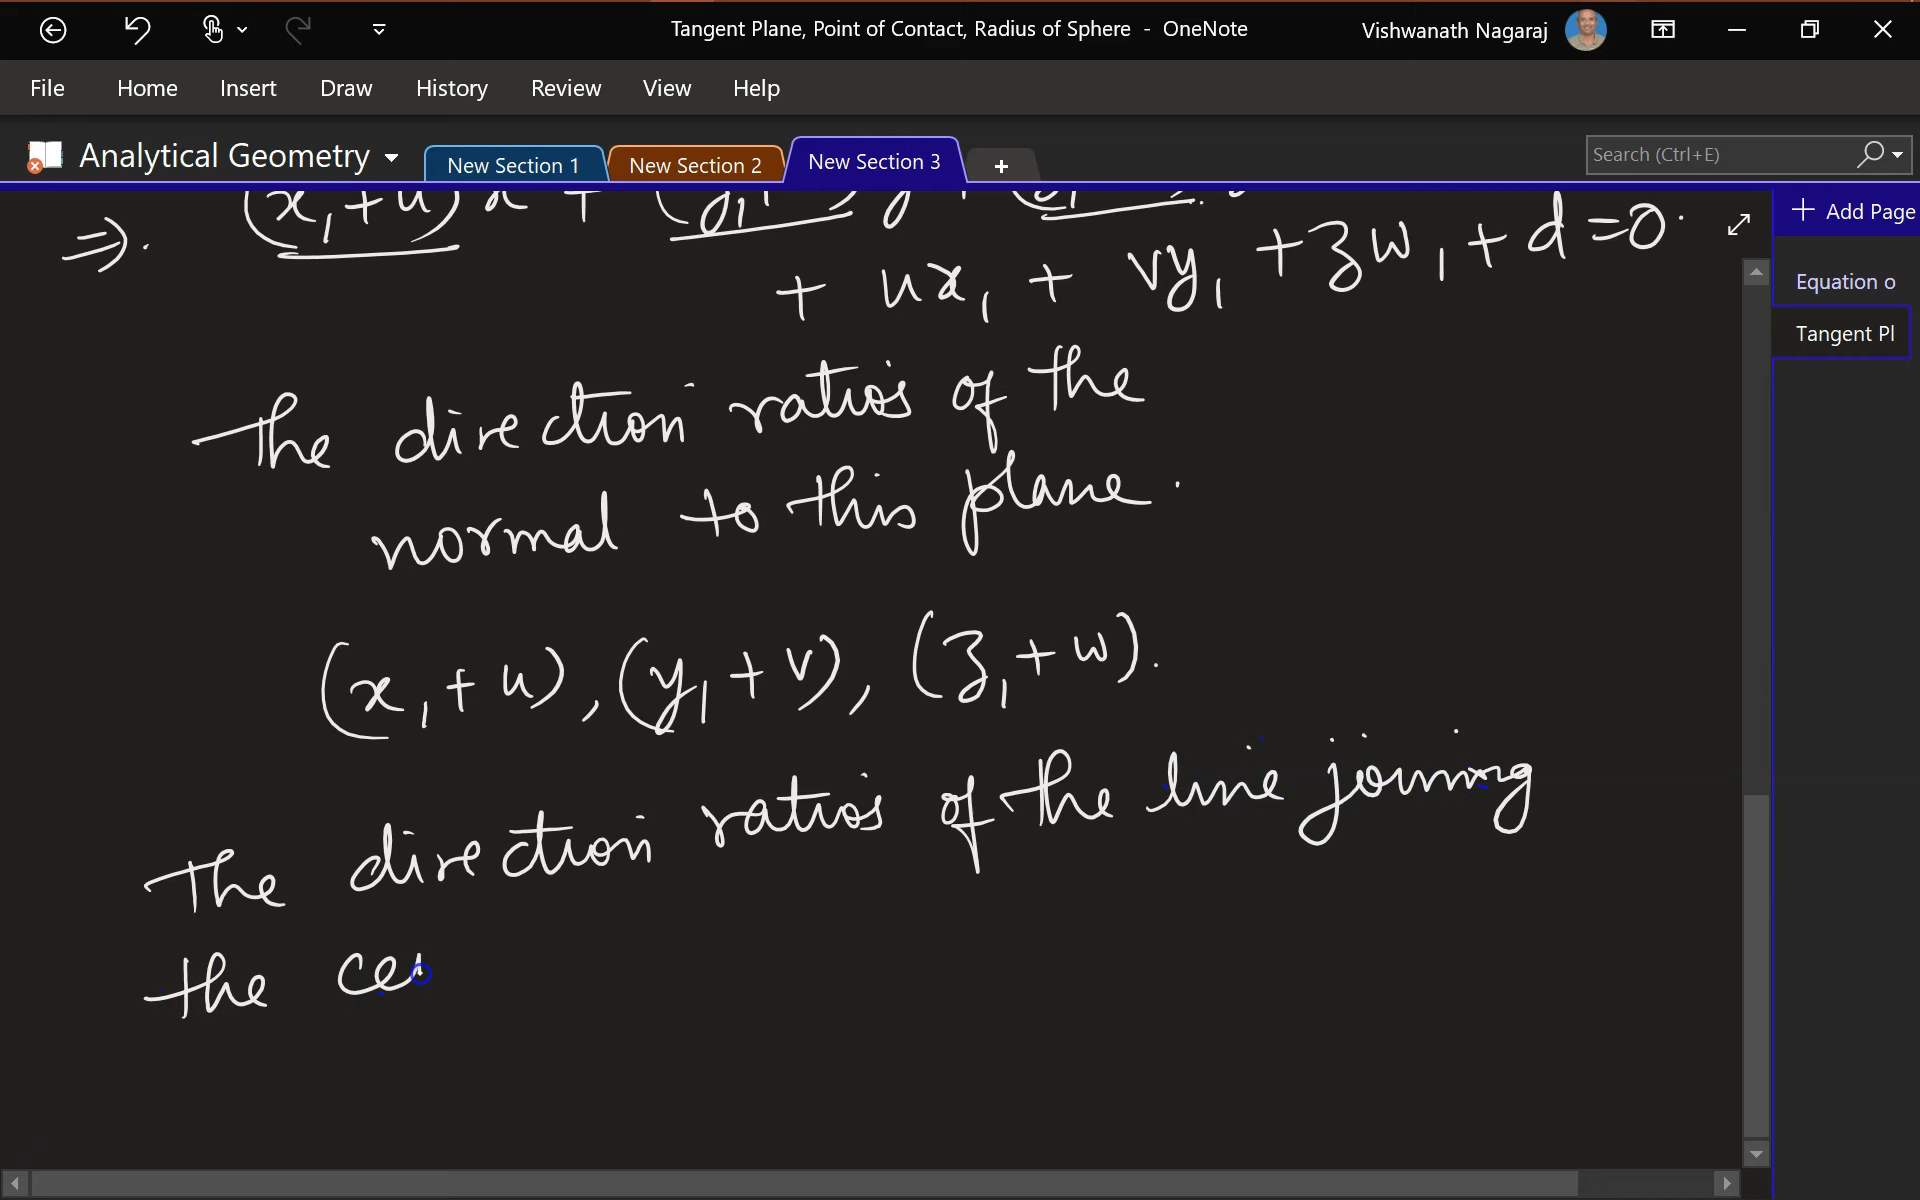 Tangent Plane, Point of Contact, Radius of Sphere - OneNote
Vishwanath Nagaraj
File Home Insert Draw History Review View Help
Analytical Geometry
New Section 1
New Section 2
New Section 3
+
Search (Ctrl+E)
+ Add Page
Equation o
Tangent Pl
⇒. (x₁+u)x +
+ ux₁ + vy₁ + zw₁ + d = 0.
The direction ratios of the
normal to this plane.
(x₁+u), (y₁+v), (z₁+w).
The direction ratios of the line joining
the cen